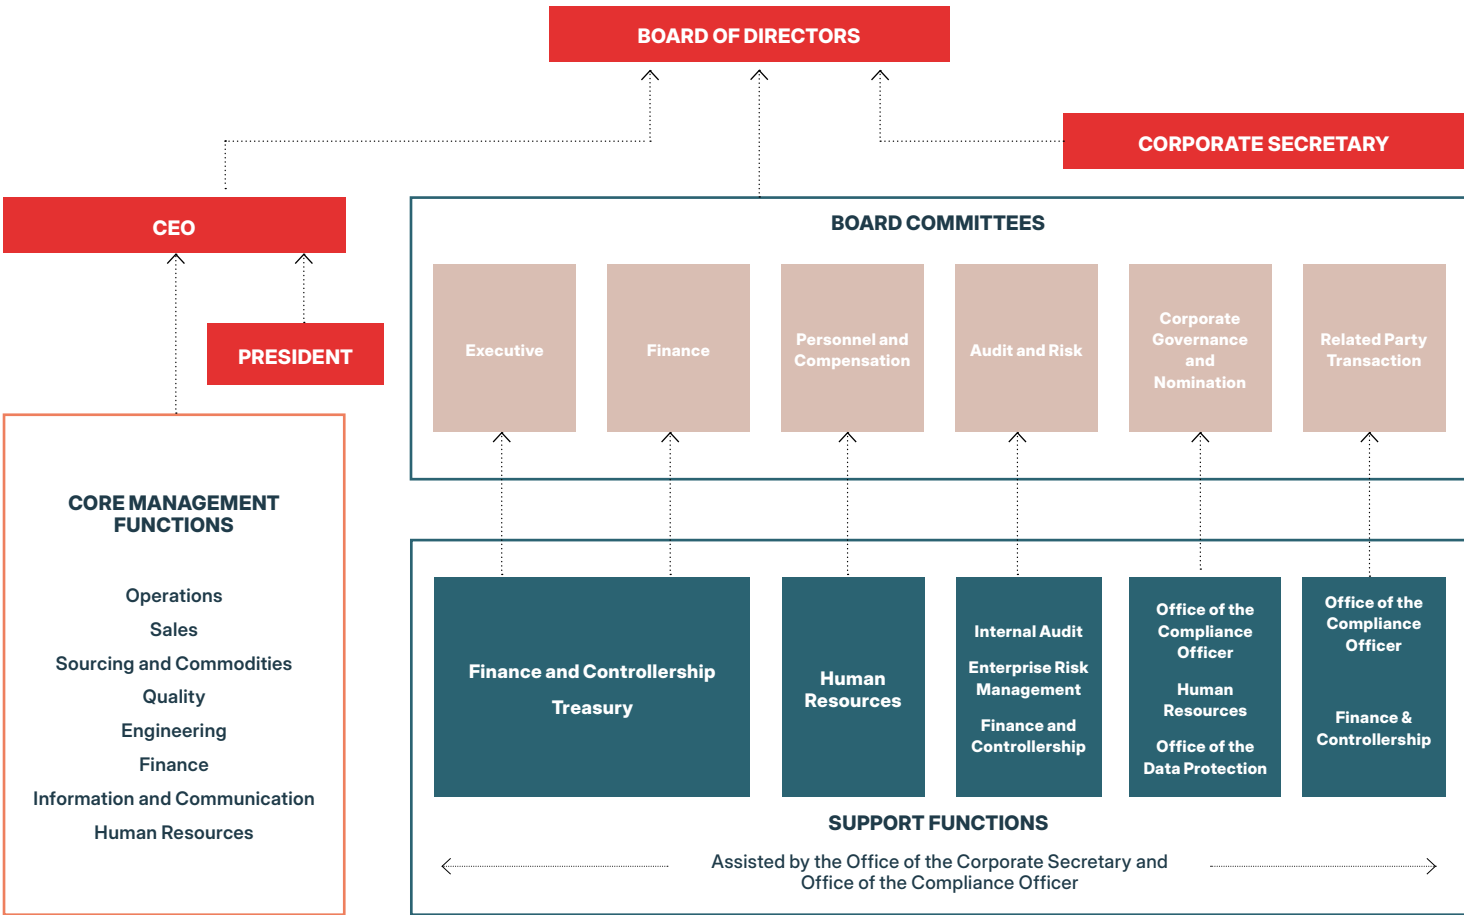 BOARD OF DIRECTORS
CORPORATE SECRETARY
CEO
PRESIDENT
CORE MANAGEMENT
FUNCTIONS
Operations
Sales
Sourcing and Commodities
Quality
Engineering
Finance
Information and Communication
Human Resources
BOARD COMMITTEES
Executive
Finance
Personnel and
Compensation
Audit and Risk
Corporate
Governance
and
Nomination
Related Party
Transaction
Finance and Controllership
Treasury
Human
Resources
Internal Audit
Enterprise Risk
Management
Finance and
Controllership
Office of the
Compliance
Officer
Human
Resources
Office of the
Data Protection
Office of the
Compliance
Officer
Finance &
Controllership
SUPPORT FUNCTIONS
Assisted by the Office of the Corporate Secretary and
Office of the Compliance Officer